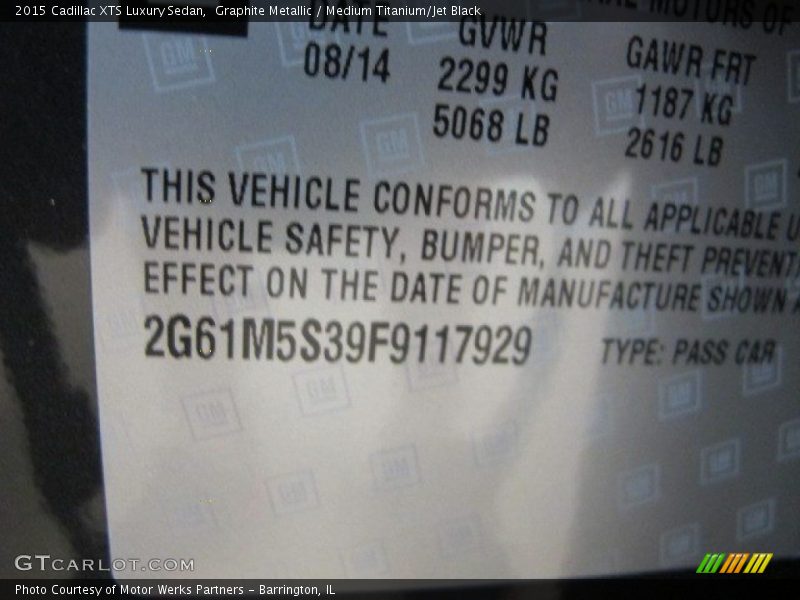 2015 Cadillac XTS Luxury Sedan, Graphite Metallic / Medium Titanium/Jet Black
MOTORS OF
DATE GVWR GAWR FRT
08/14 2299 KG 1187 KG
5068 LB 2616 LB
THIS VEHICLE CONFORMS TO ALL APPLICABLE U
VEHICLE SAFETY, BUMPER, AND THEFT PREVENT
EFFECT ON THE DATE OF MANUFACTURE SHOWN A
2G61M5S39F9117929 TYPE: PASS CAR
GTCARLOT.COM
Photo Courtesy of Motor Werks Partners - Barrington, IL